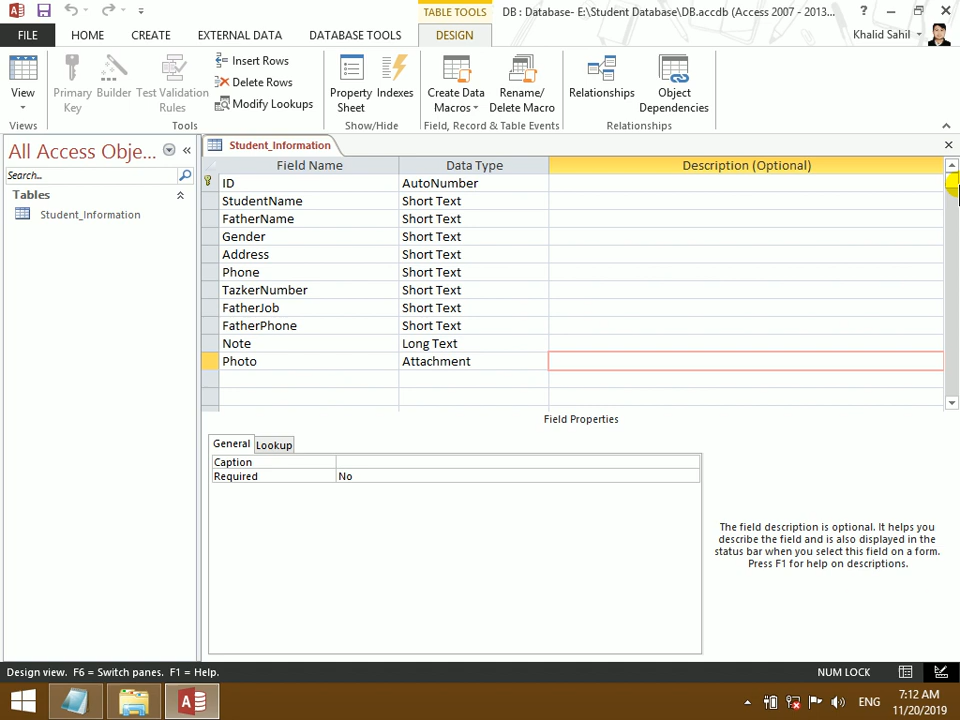 TABLE TOOLS
DB : Database- E:\Student Database\DB.accdb (Access 2007 - 2013...
?
FILE HOME CREATE EXTERNAL DATA DATABASE TOOLS DESIGN
Khalid Sahil
View
Primary Key
Builder
Test Validation Rules
Insert Rows
Delete Rows
Modify Lookups
Property Sheet
Indexes
Create Data Macros
Rename/ Delete Macro
Relationships
Object Dependencies
Views
Tools
Show/Hide
Field, Record & Table Events
Relationships
All Access Obje...
Search...
Tables
Student_Information
Student_Information
Field Name Data Type Description (Optional)
ID AutoNumber
StudentName Short Text
FatherName Short Text
Gender Short Text
Address Short Text
Phone Short Text
TazkerNumber Short Text
FatherJob Short Text
FatherPhone Short Text
Note Long Text
Photo Attachment
Field Properties
General Lookup
Caption
Required No
The field description is optional. It helps you
describe the field and is also displayed in the
status bar when you select this field on a form.
Press F1 for help on descriptions.
Design view. F6 = Switch panes. F1 = Help.
NUM LOCK
ENG
7:12 AM
11/20/2019